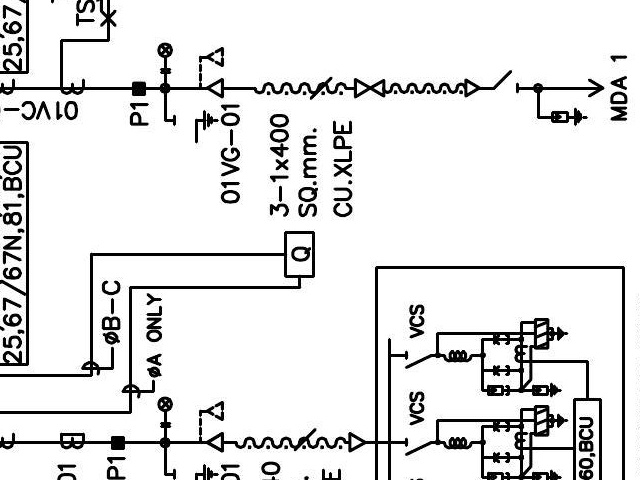 TS
25,67/
01VC-0
P1
01VG-01
3-1x400
SQ.mm.
CU.XLPE
MDA 1
25,67/67N,81,BCU
Q
øB-C
øA ONLY
VCS
VCS
01
P1
01
40
E
60,BCU